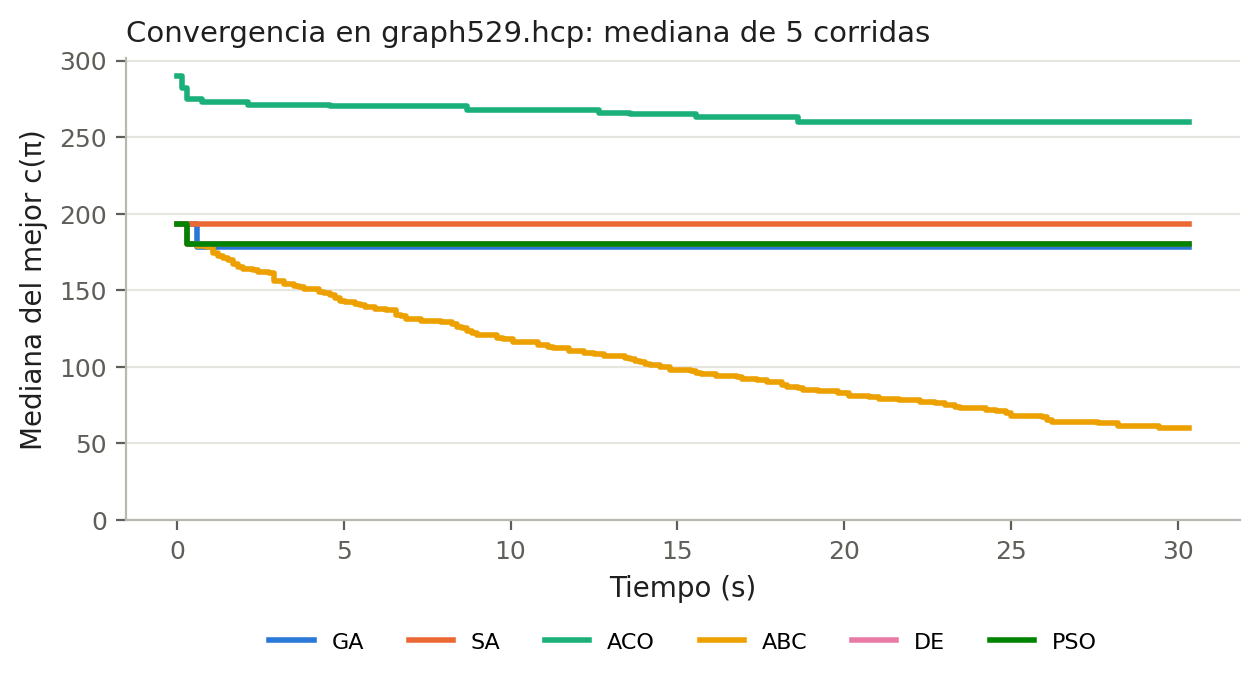 Convergencia en graph529.hcp: mediana de 5 corridas
Mediana del mejor c(π)
300
250
200
150
100
50
0
0 5 10 15 20 25 30
Tiempo (s)
GA SA ACO ABC DE PSO